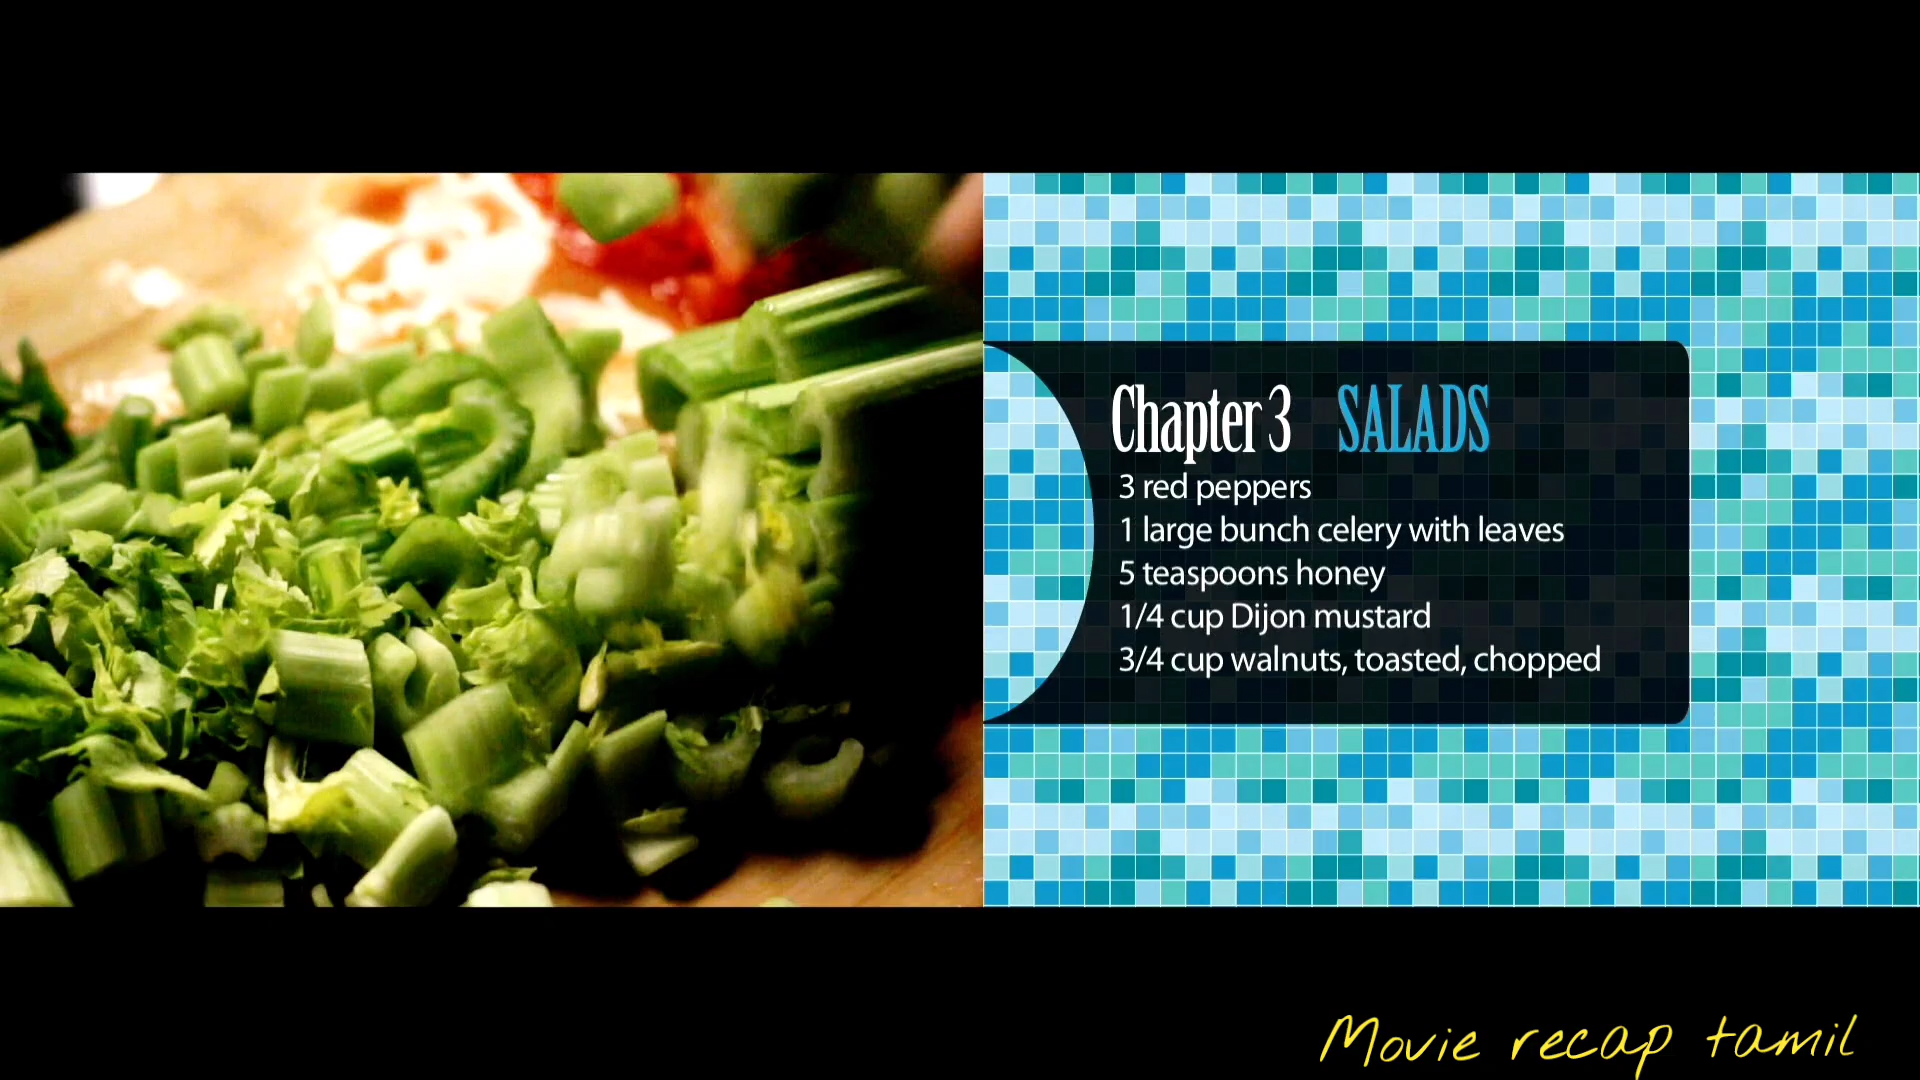 Chapter 3 SALADS
3 red peppers
1 large bunch celery with leaves
5 teaspoons honey
1/4 cup Dijon mustard
3/4 cup walnuts, toasted, chopped
Movie recap tamil